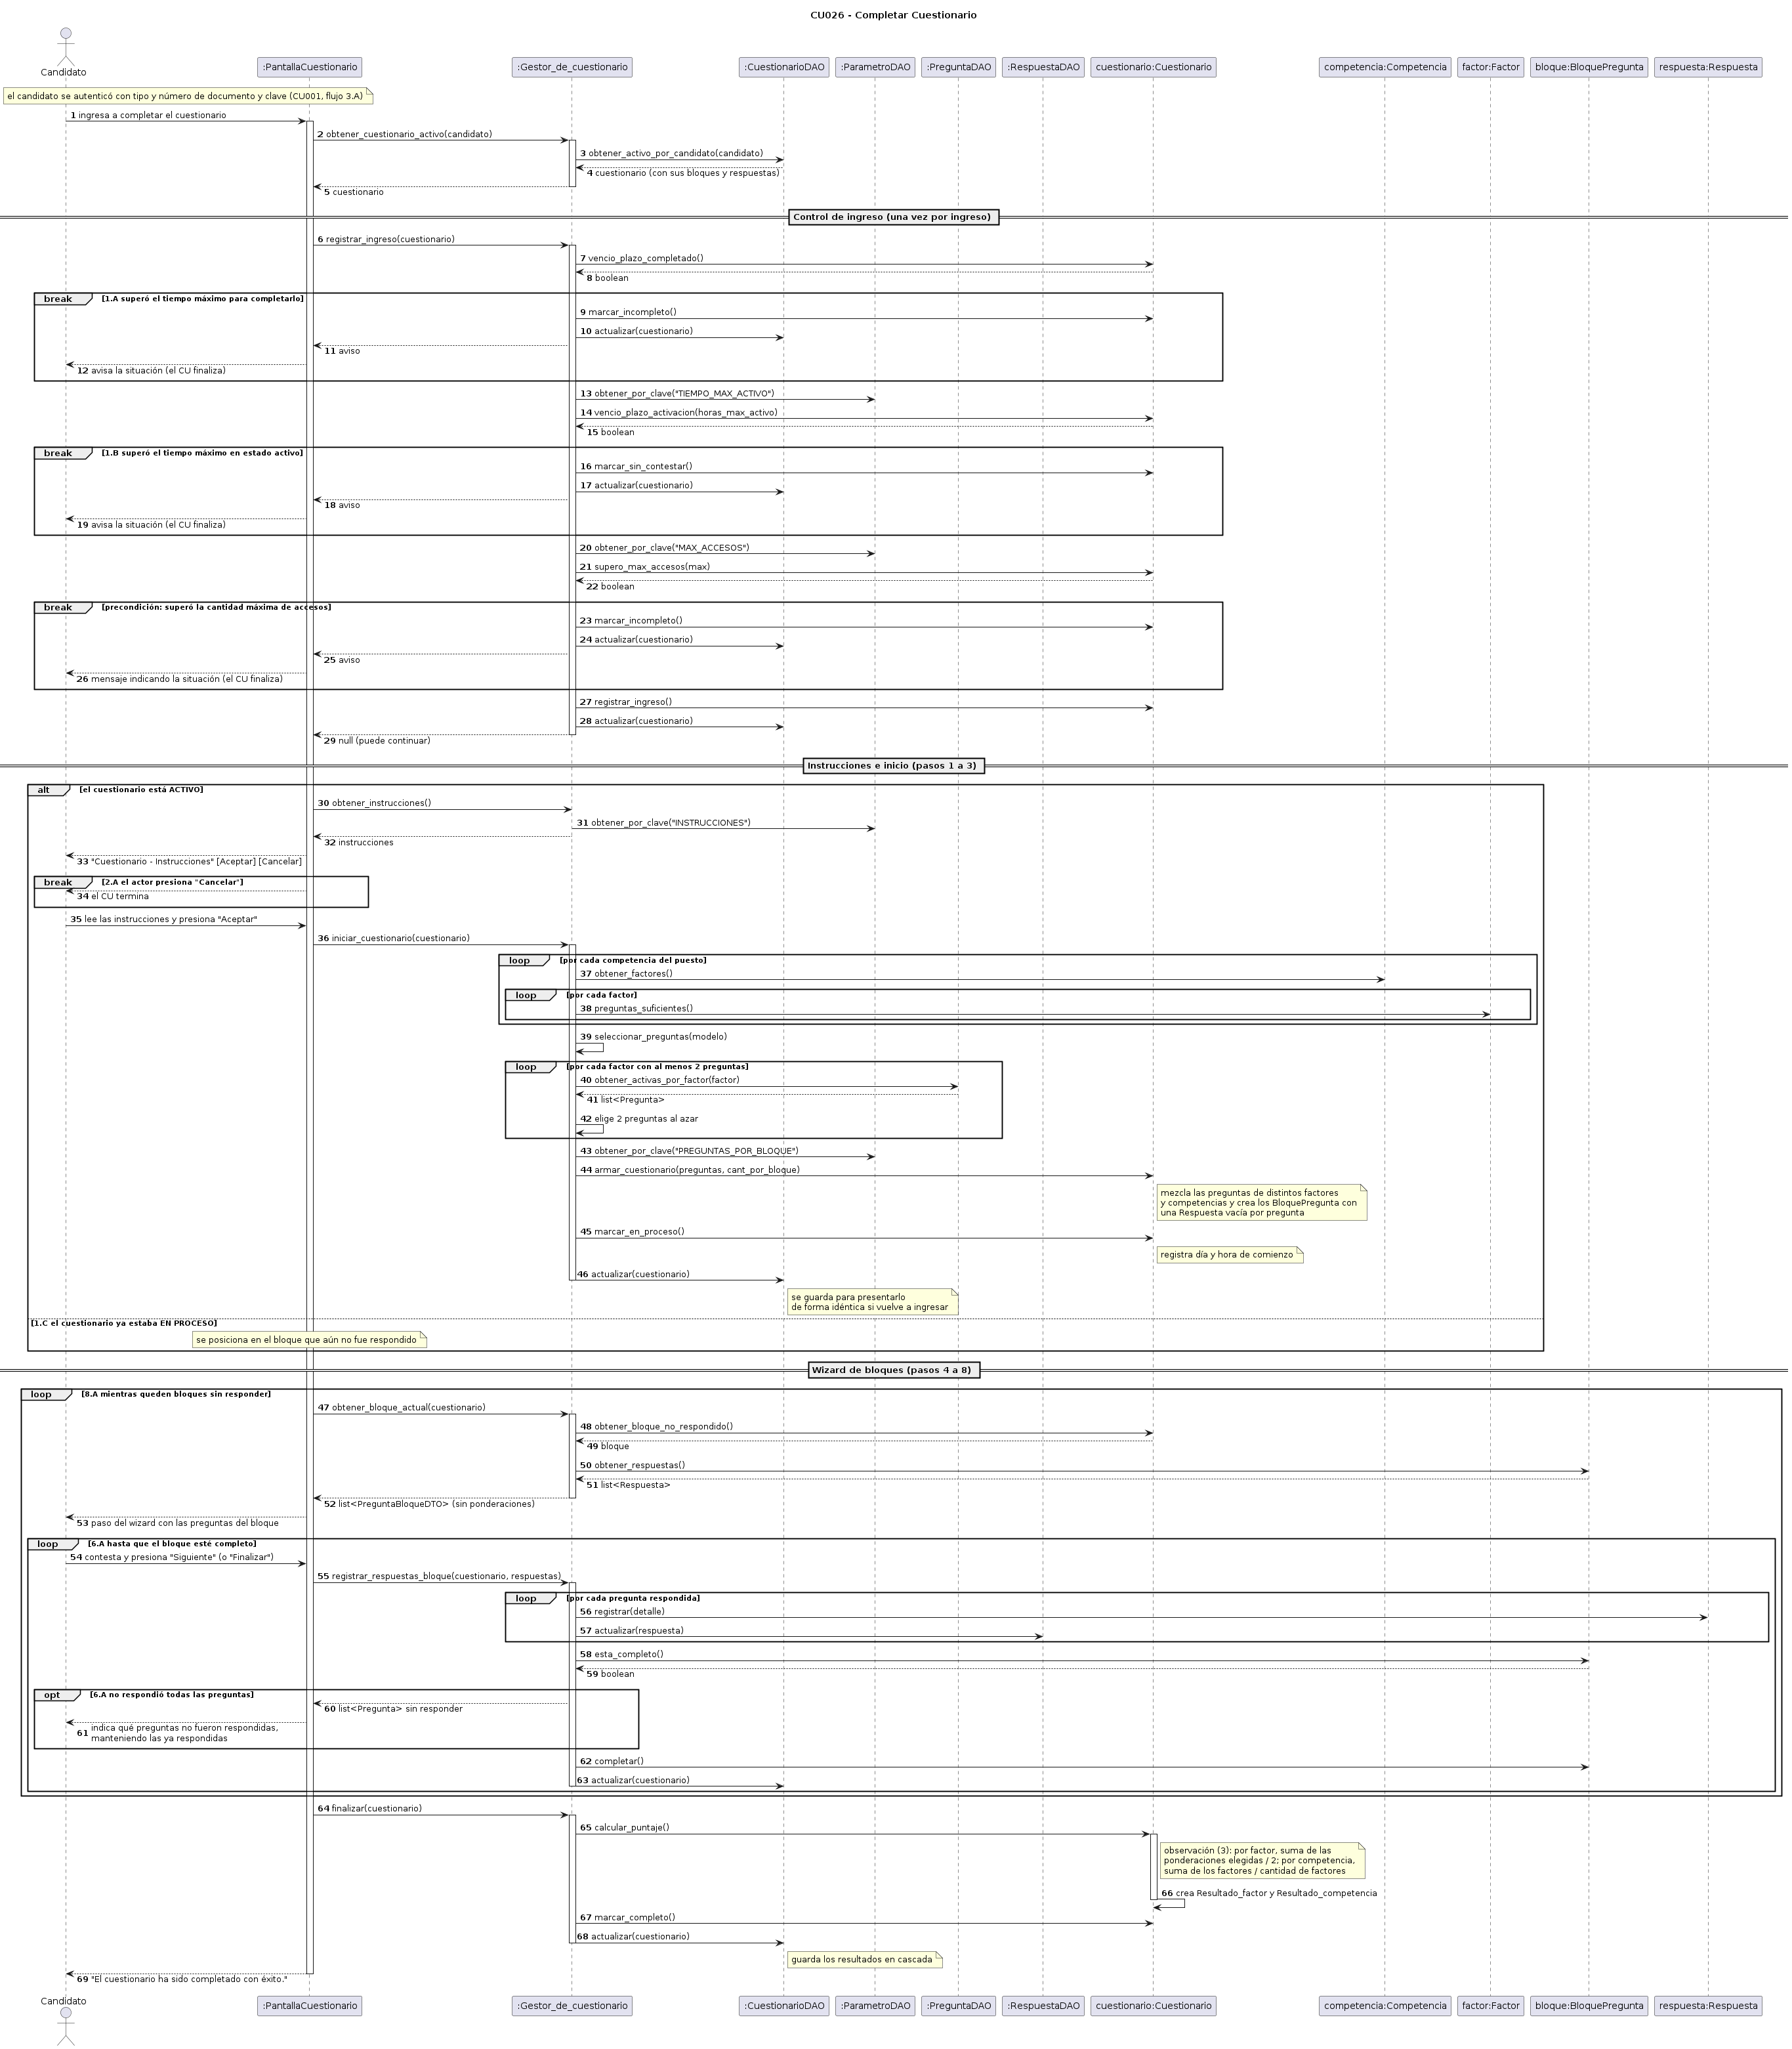 CU026 - Completar Cuestionario
Candidato
:PantallaCuestionario
:Gestor_de_cuestionario
:CuestionarioDAO
:ParametroDAO
:PreguntaDAO
:RespuestaDAO
cuestionario:Cuestionario
competencia:Competencia
factor:Factor
bloque:BloquePregunta
respuesta:Respuesta
el candidato se autenticó con tipo y número de documento y clave (CU001, flujo 3.A)
1 ingresa a completar el cuestionario
2 obtener_cuestionario_activo(candidato)
3 obtener_activo_por_candidato(candidato)
4 cuestionario (con sus bloques y respuestas)
5 cuestionario
Control de ingreso (una vez por ingreso)
6 registrar_ingreso(cuestionario)
7 vencio_plazo_completado()
8 boolean
break [1.A superó el tiempo máximo para completarlo]
9 marcar_incompleto()
10 actualizar(cuestionario)
11 aviso
12 avisa la situación (el CU finaliza)
13 obtener_por_clave("TIEMPO_MAX_ACTIVO")
14 vencio_plazo_activacion(horas_max_activo)
15 boolean
break [1.B superó el tiempo máximo en estado activo]
16 marcar_sin_contestar()
17 actualizar(cuestionario)
18 aviso
19 avisa la situación (el CU finaliza)
20 obtener_por_clave("MAX_ACCESOS")
21 supero_max_accesos(max)
22 boolean
break [precondición: superó la cantidad máxima de accesos]
23 marcar_incompleto()
24 actualizar(cuestionario)
25 aviso
26 mensaje indicando la situación (el CU finaliza)
27 registrar_ingreso()
28 actualizar(cuestionario)
29 null (puede continuar)
Instrucciones e inicio (pasos 1 a 3)
alt [el cuestionario está ACTIVO]
30 obtener_instrucciones()
31 obtener_por_clave("INSTRUCCIONES")
32 instrucciones
33 "Cuestionario - Instrucciones" [Aceptar] [Cancelar]
break [2.A el actor presiona "Cancelar"]
34 el CU termina
35 lee las instrucciones y presiona "Aceptar"
36 iniciar_cuestionario(cuestionario)
loop [por cada competencia del puesto]
37 obtener_factores()
loop [por cada factor]
38 preguntas_suficientes()
39 seleccionar_preguntas(modelo)
loop [por cada factor con al menos 2 preguntas]
40 obtener_activas_por_factor(factor)
41 list<Pregunta>
42 elige 2 preguntas al azar
43 obtener_por_clave("PREGUNTAS_POR_BLOQUE")
44 armar_cuestionario(preguntas, cant_por_bloque)
mezcla las preguntas de distintos factores
y competencias y crea los BloquePregunta con
una Respuesta vacía por pregunta
45 marcar_en_proceso()
registra día y hora de comienzo
46 actualizar(cuestionario)
se guarda para presentarlo
de forma idéntica si vuelve a ingresar
[1.C el cuestionario ya estaba EN PROCESO]
se posiciona en el bloque que aún no fue respondido
Wizard de bloques (pasos 4 a 8)
loop [8.A mientras queden bloques sin responder]
47 obtener_bloque_actual(cuestionario)
48 obtener_bloque_no_respondido()
49 bloque
50 obtener_respuestas()
51 list<Respuesta>
52 list<PreguntaBloqueDTO> (sin ponderaciones)
53 paso del wizard con las preguntas del bloque
loop [6.A hasta que el bloque esté completo]
54 contesta y presiona "Siguiente" (o "Finalizar")
55 registrar_respuestas_bloque(cuestionario, respuestas)
loop [por cada pregunta respondida]
56 registrar(detalle)
57 actualizar(respuesta)
58 esta_completo()
59 boolean
opt [6.A no respondió todas las preguntas]
60 list<Pregunta> sin responder
61 indica qué preguntas no fueron respondidas,
manteniendo las ya respondidas
62 completar()
63 actualizar(cuestionario)
64 finalizar(cuestionario)
65 calcular_puntaje()
observación (3): por factor, suma de las
ponderaciones elegidas / 2; por competencia,
suma de los factores / cantidad de factores
66 crea Resultado_factor y Resultado_competencia
67 marcar_completo()
68 actualizar(cuestionario)
guarda los resultados en cascada
69 "El cuestionario ha sido completado con éxito."
Candidato
:PantallaCuestionario
:Gestor_de_cuestionario
:CuestionarioDAO
:ParametroDAO
:PreguntaDAO
:RespuestaDAO
cuestionario:Cuestionario
competencia:Competencia
factor:Factor
bloque:BloquePregunta
respuesta:Respuesta